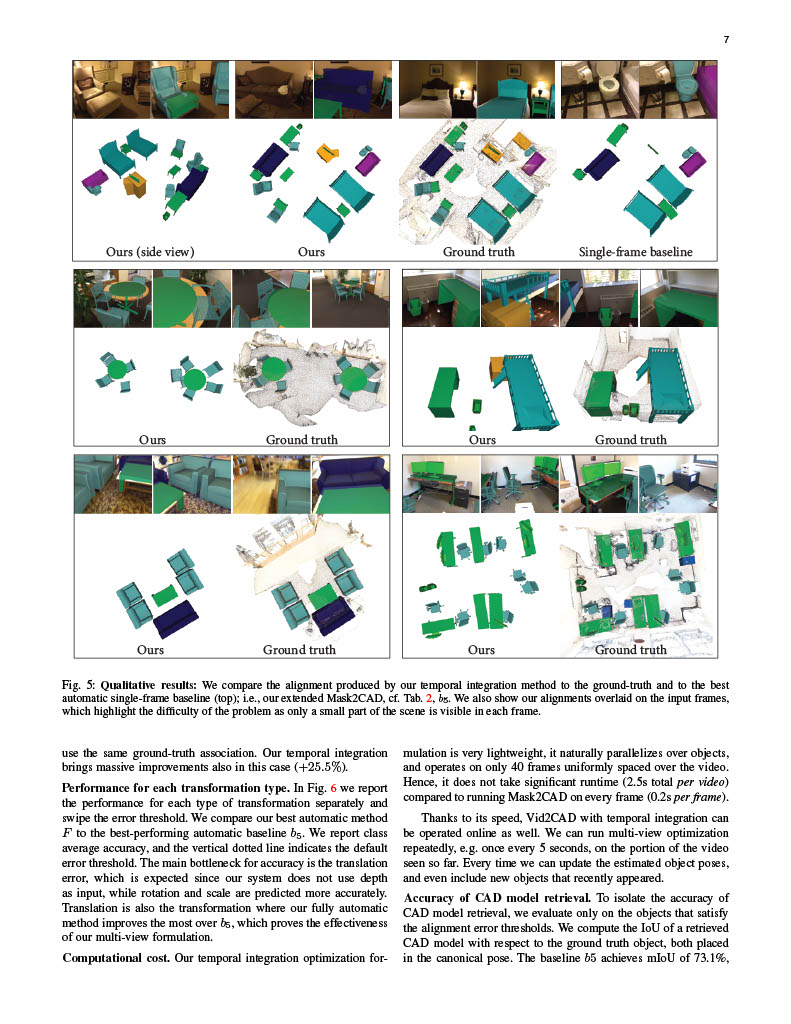 7
Ours (side view)
Ours
Ground truth
Single-frame baseline
Ours
Ground truth
Ours
Ground truth
Ours
Ground truth
Ours
Ground truth
Fig. 5: Qualitative results: We compare the alignment produced by our temporal integration method to the ground-truth and to the best
automatic single-frame baseline (top); i.e., our extended Mask2CAD, cf. Tab. 2, b5. We also show our alignments overlaid on the input frames,
which highlight the difficulty of the problem as only a small part of the scene is visible in each frame.
use the same ground-truth association. Our temporal integration
brings massive improvements also in this case (+25.5%).
Performance for each transformation type. In Fig. 6 we report
the performance for each type of transformation separately and
swipe the error threshold. We compare our best automatic method
F to the best-performing automatic baseline b5. We report class
average accuracy, and the vertical dotted line indicates the default
error threshold. The main bottleneck for accuracy is the translation
error, which is expected since our system does not use depth
as input, while rotation and scale are predicted more accurately.
Translation is also the transformation where our fully automatic
method improves the most over b5, which proves the effectiveness
of our multi-view formulation.
Computational cost. Our temporal integration optimization for-
mulation is very lightweight, it naturally parallelizes over objects,
and operates on only 40 frames uniformly spaced over the video.
Hence, it does not take significant runtime (2.5s total per video)
compared to running Mask2CAD on every frame (0.2s per frame).
Thanks to its speed, Vid2CAD with temporal integration can
be operated online as well. We can run multi-view optimization
repeatedly, e.g. once every 5 seconds, on the portion of the video
seen so far. Every time we can update the estimated object poses,
and even include new objects that recently appeared.
Accuracy of CAD model retrieval. To isolate the accuracy of
CAD model retrieval, we evaluate only on the objects that satisfy
the alignment error thresholds. We compute the IoU of a retrieved
CAD model with respect to the ground truth object, both placed
in the canonical pose. The baseline b5 achieves mIoU of 73.1%,